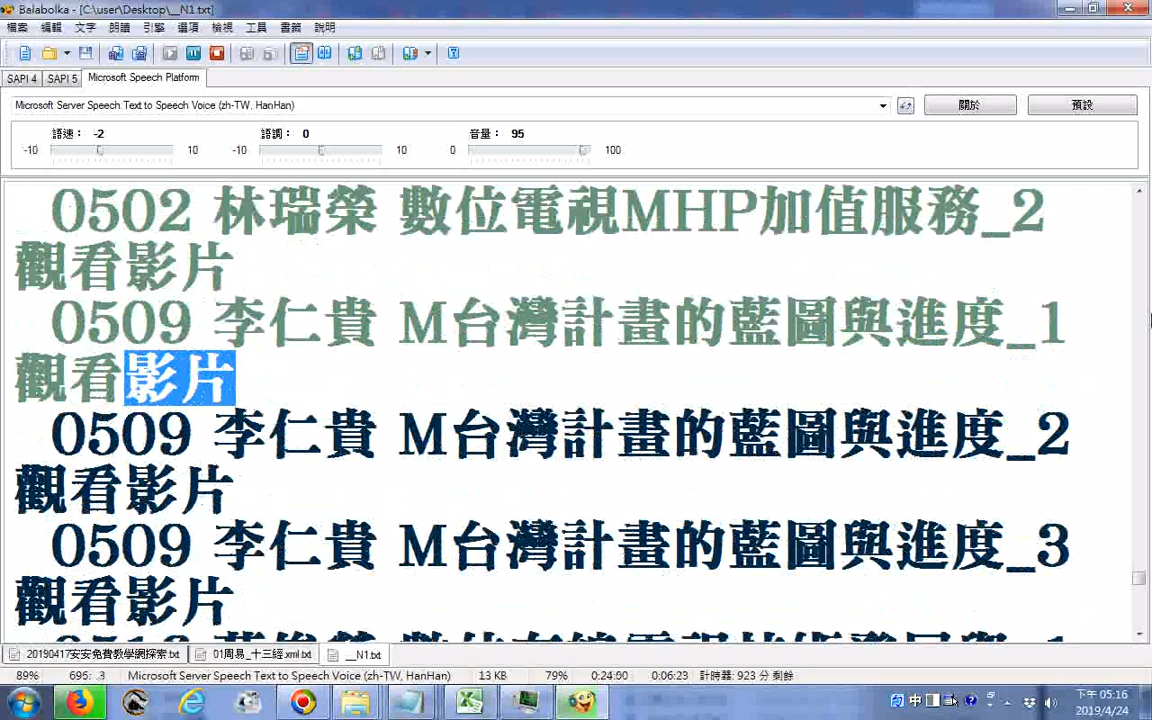 Balabolka - [C:\user\Desktop\__N1.txt]
檔案 編輯 文字 朗讀 引擎 選項 檢視 工具 書籤 說明
SAPI 4 SAPI 5 Microsoft Speech Platform
Microsoft Server Speech Text to Speech Voice (zh-TW, HanHan) 關於 預設
語速： -2 語調： 0 音量： 95
-10 10 -10 10 0 100
0502 林瑞榮 數位電視MHP加值服務_2
觀看影片
0509 李仁貴 M台灣計畫的藍圖與進度_1
觀看影片
0509 李仁貴 M台灣計畫的藍圖與進度_2
觀看影片
0509 李仁貴 M台灣計畫的藍圖與進度_3
觀看影片
20190417安安免費教學網探索.txt 01周易_十三經.xml.txt __N1.txt
89% 696: 3 Microsoft Server Speech Text to Speech Voice (zh-TW, HanHan) 13 KB 79% 0:24:50 0:06:23 計時器: 923 分 剩餘
中 下午 05:16
2019/4/24